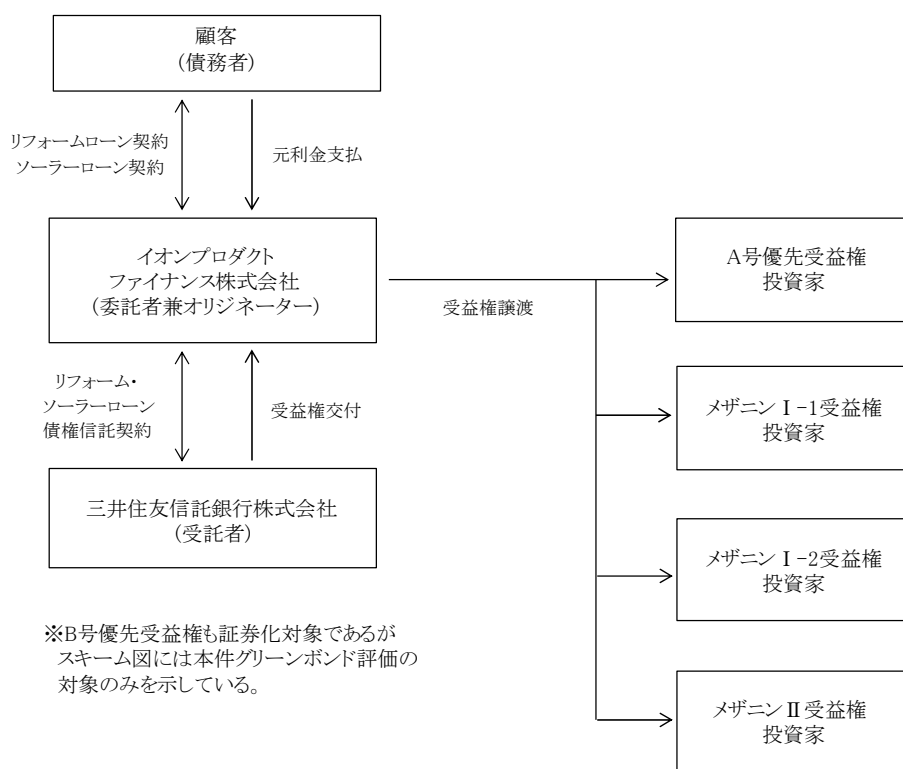 顧客
(債務者)
リフォームローン契約
ソーラーローン契約
元利金支払
イオンプロダクト
ファイナンス株式会社
(委託者兼オリジネーター)
受益権譲渡
A号優先受益権
投資家
リフォーム・
ソーラーローン
債権信託契約
受益権交付
メザニンⅠ-1受益権
投資家
三井住友信託銀行株式会社
(受託者)
メザニンⅠ-2受益権
投資家
※B号優先受益権も証券化対象であるが
スキーム図には本件グリーンボンド評価の
対象のみを示している。
メザニンⅡ受益権
投資家